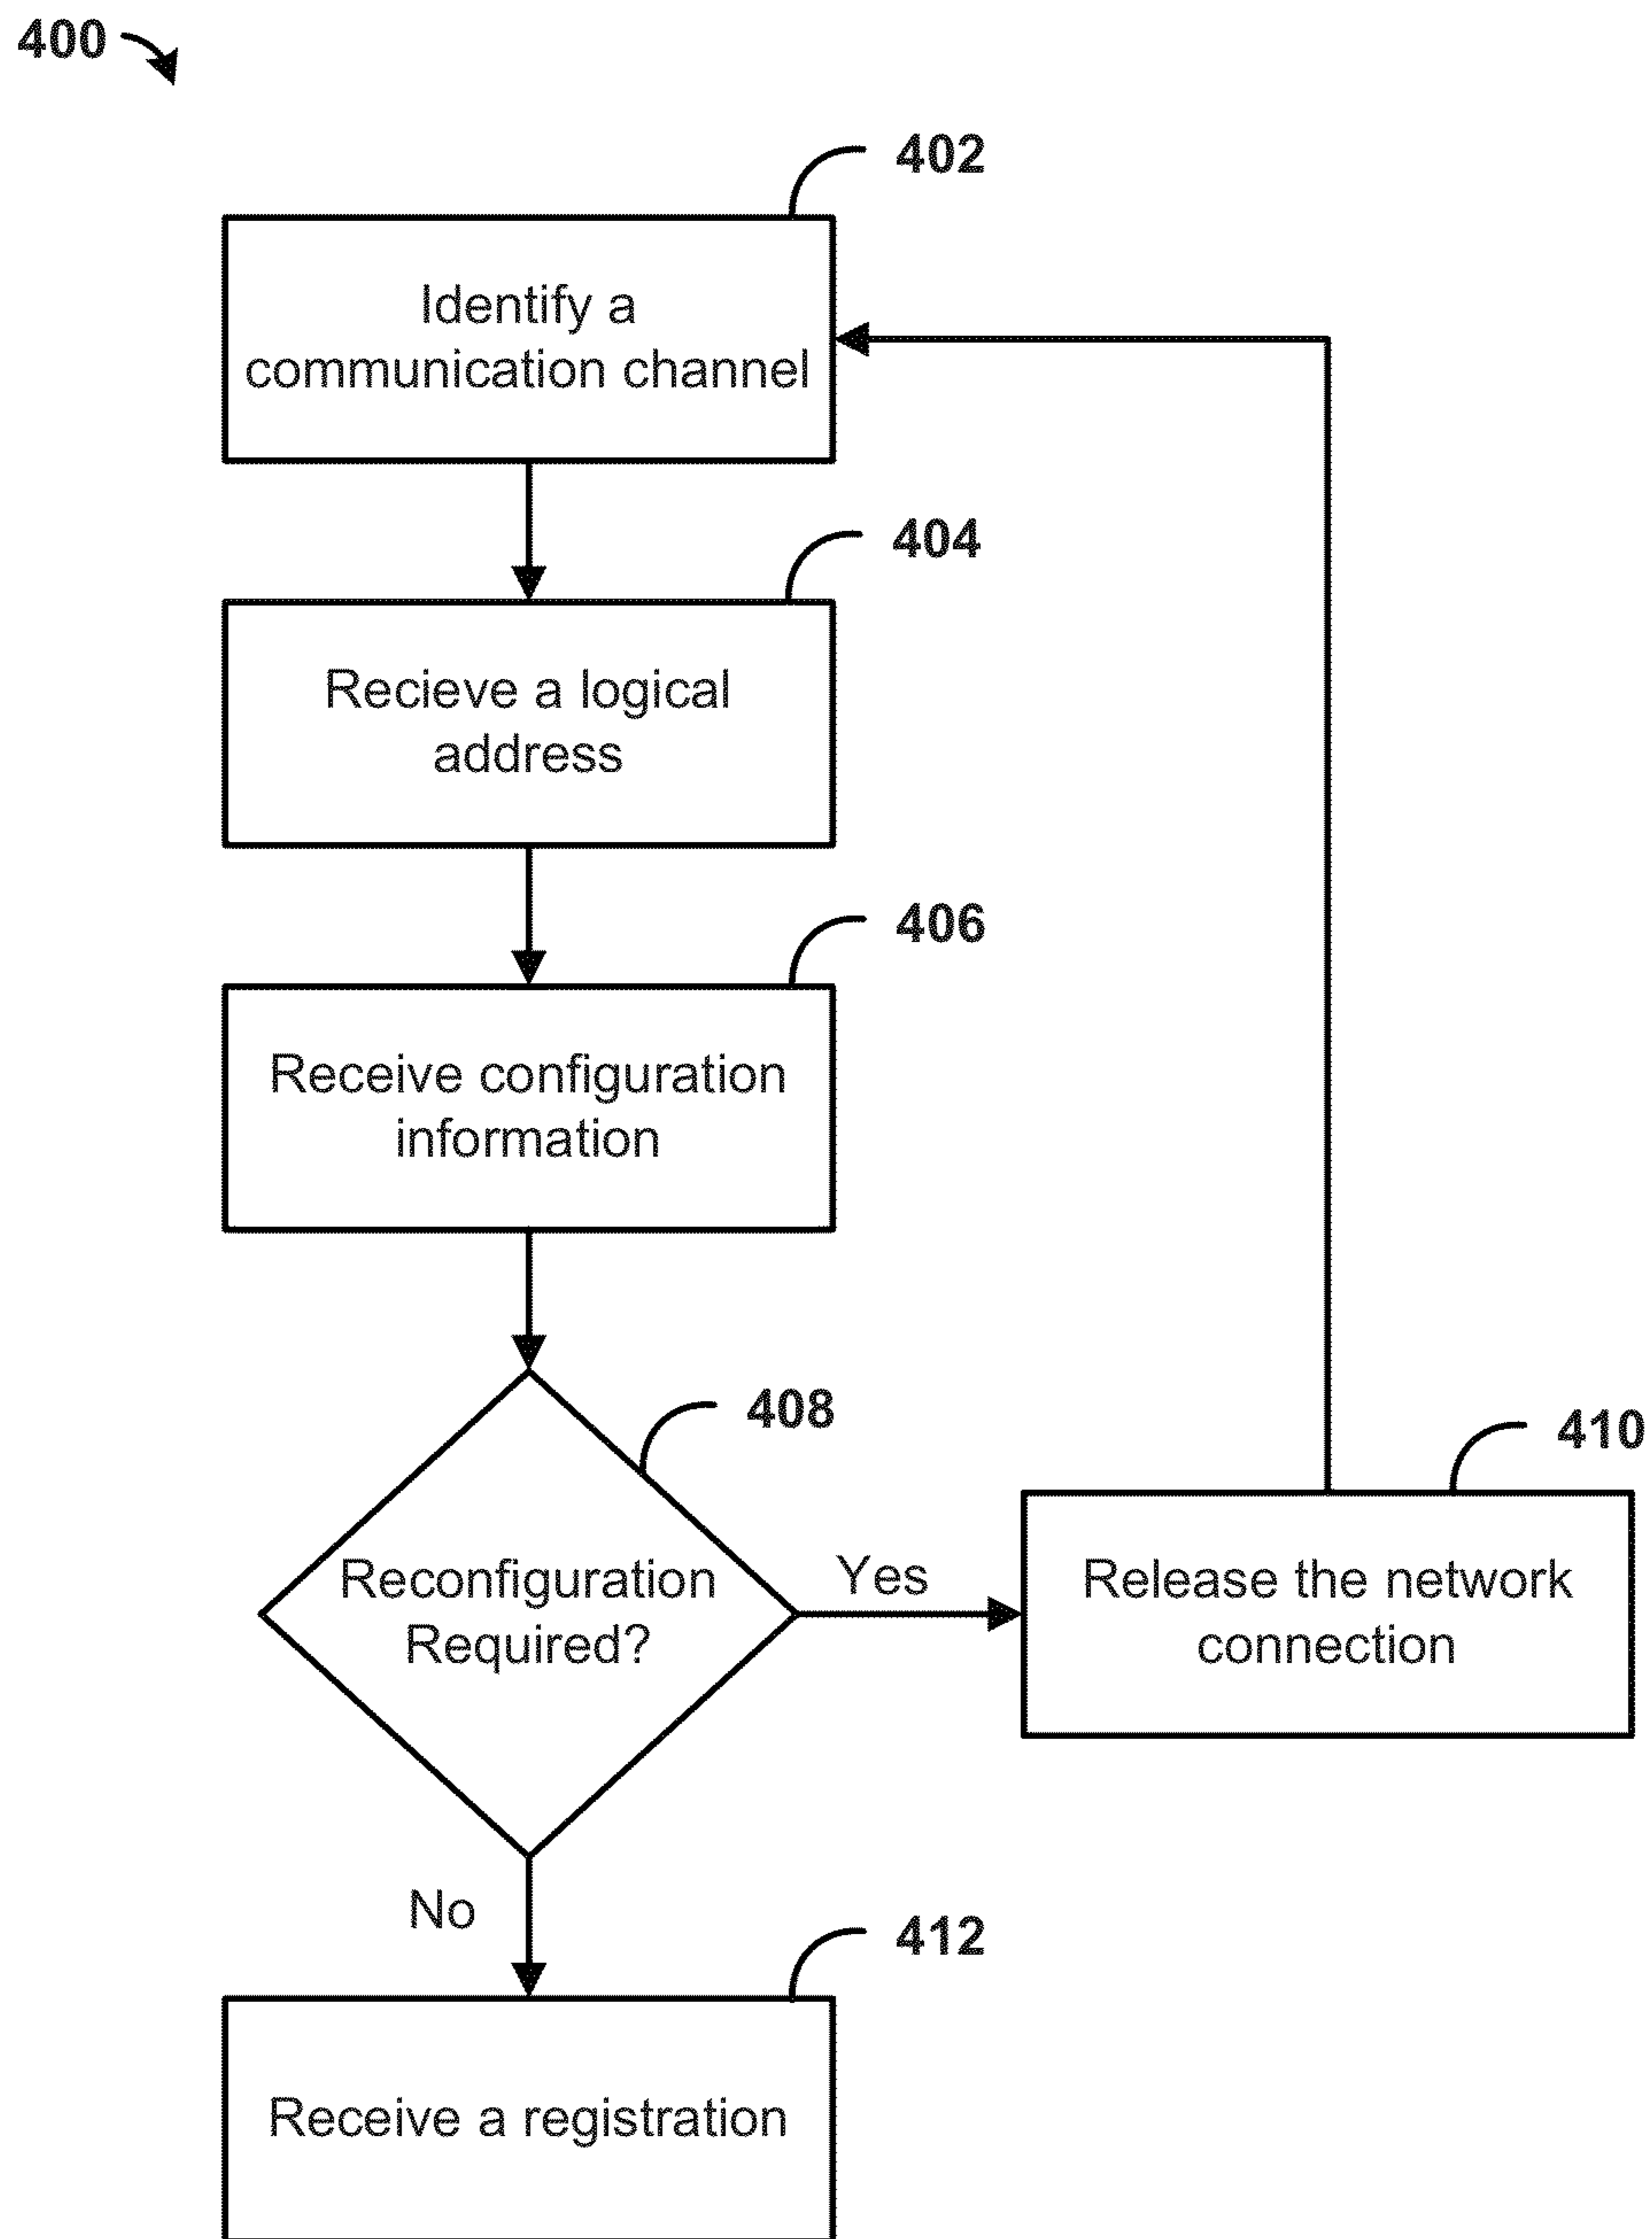 400
402
Identify a
communication channel
404
Recieve a logical
address
406
Receive configuration
information
408
410
Reconfiguration
Required?
Yes
Release the network
connection
No
412
Receive a registration